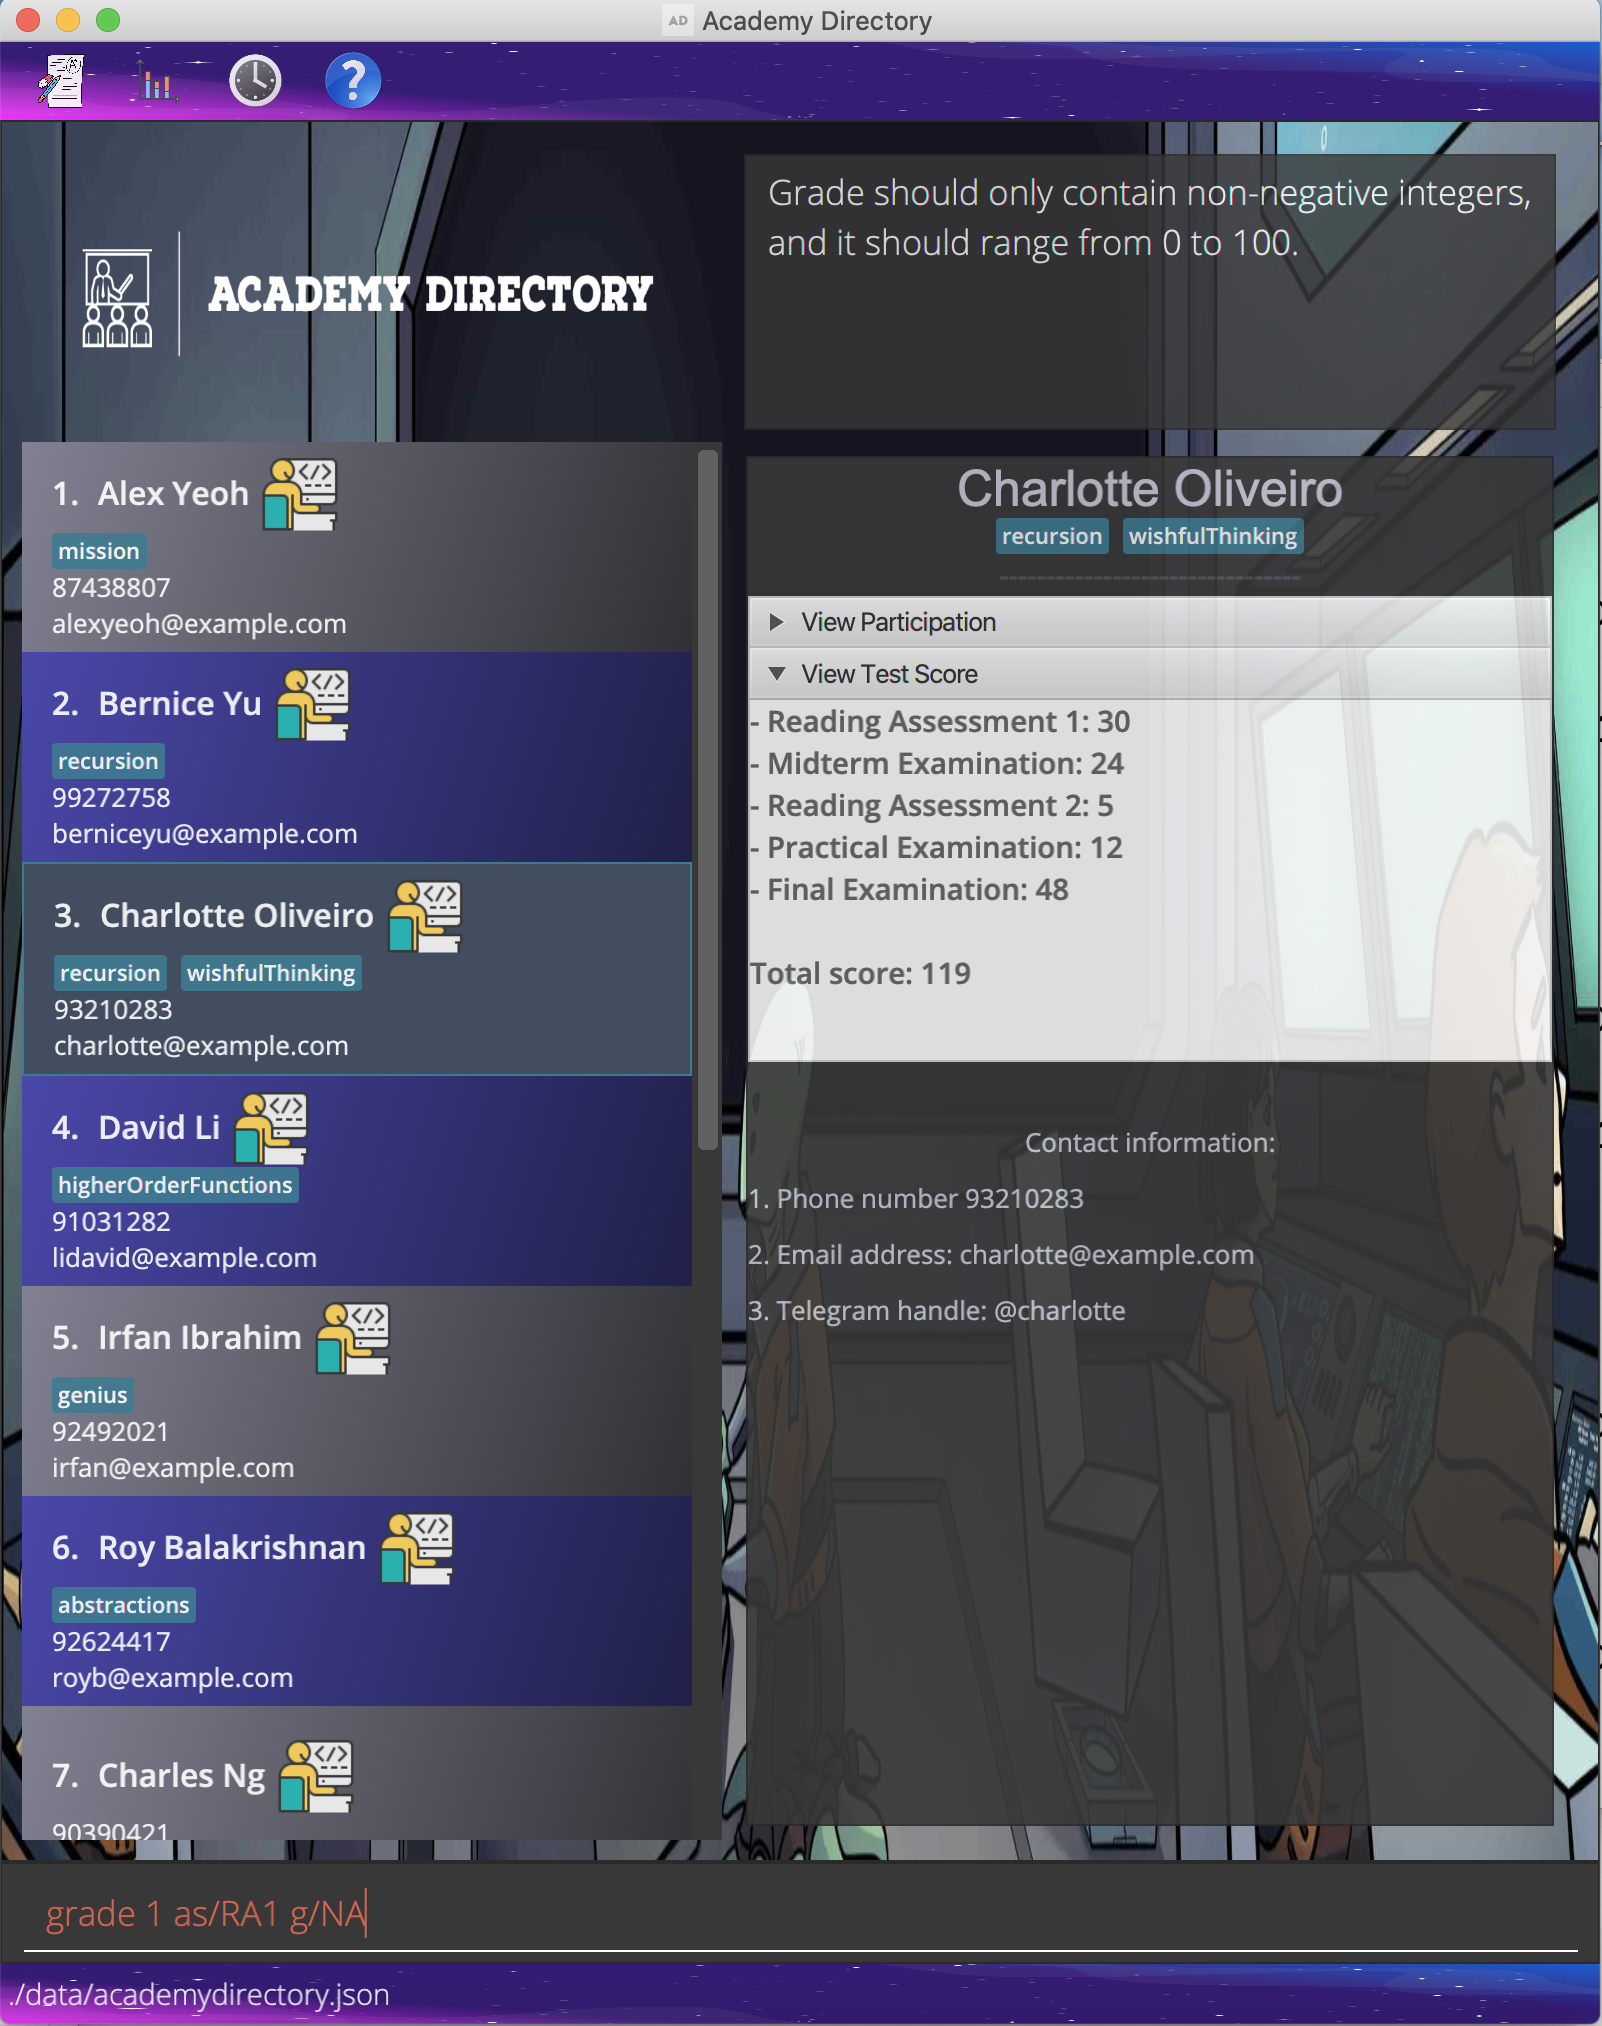 AD Academy Directory
ACADEMY DIRECTORY
Grade should only contain non-negative integers,
and it should range from 0 to 100.
1. Alex Yeoh
mission
87438807
alexyeoh@example.com
2. Bernice Yu
recursion
99272758
berniceyu@example.com
3. Charlotte Oliveiro
recursion wishfulThinking
93210283
charlotte@example.com
4. David Li
higherOrderFunctions
91031282
lidavid@example.com
5. Irfan Ibrahim
genius
92492021
irfan@example.com
6. Roy Balakrishnan
abstractions
92624417
royb@example.com
7. Charles Ng
90390421
Charlotte Oliveiro
recursion wishfulThinking
--------------------------------
View Participation
View Test Score
- Reading Assessment 1: 30
- Midterm Examination: 24
- Reading Assessment 2: 5
- Practical Examination: 12
- Final Examination: 48
Total score: 119
Contact information:
1. Phone number 93210283
2. Email address: charlotte@example.com
3. Telegram handle: @charlotte
grade 1 as/RA1 g/NA
./data/academydirectory.json